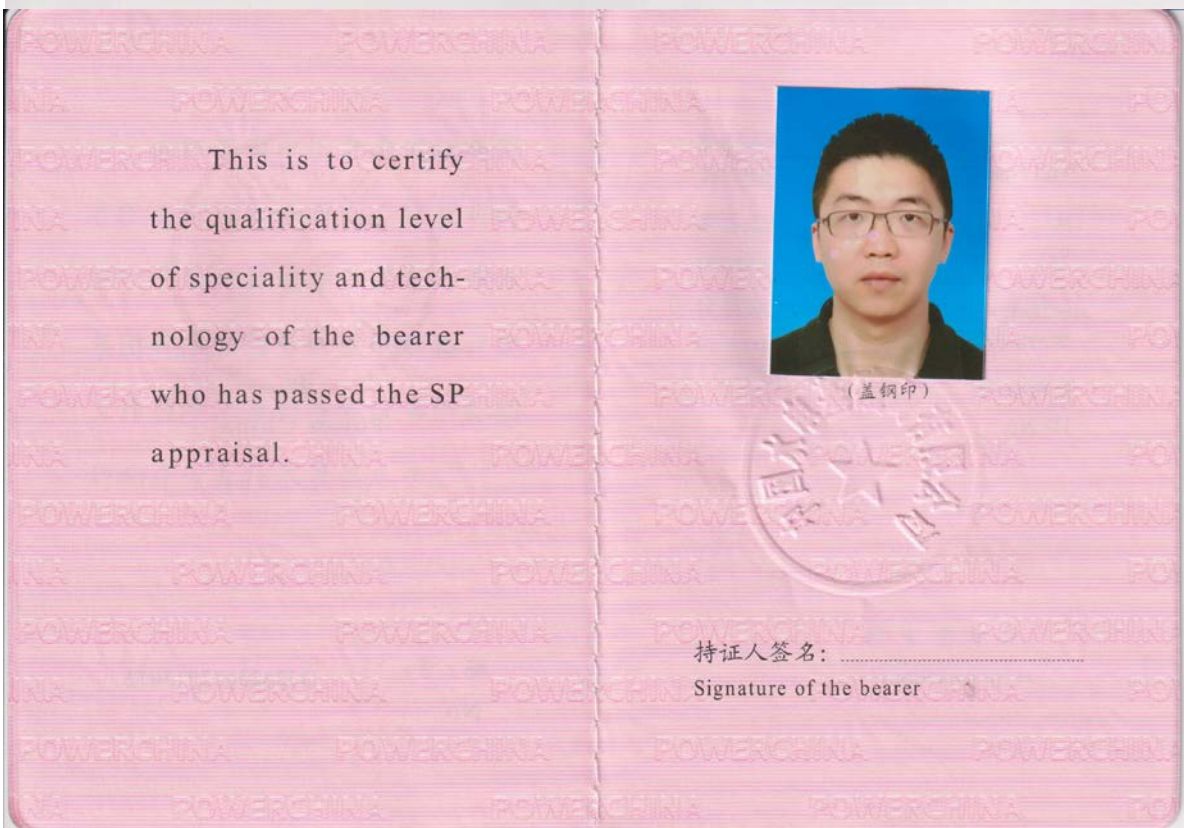 This is to certify
the qualification level
of speciality and tech-
nology of the bearer
who has passed the SP
appraisal.
(盖钢印)
持证人签名:
Signature of the bearer
POWERCHINA